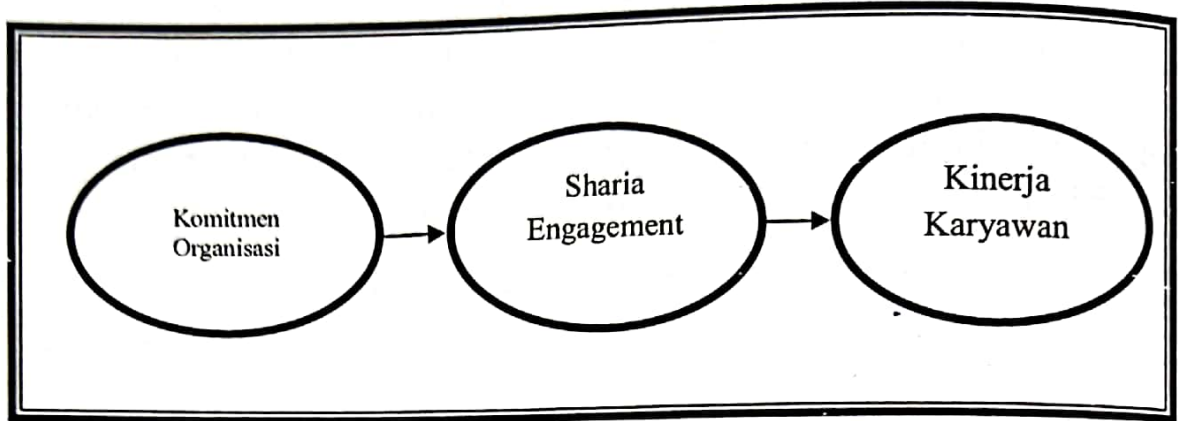 Komitmen
Organisasi
Sharia
Engagement
Kinerja
Karyawan